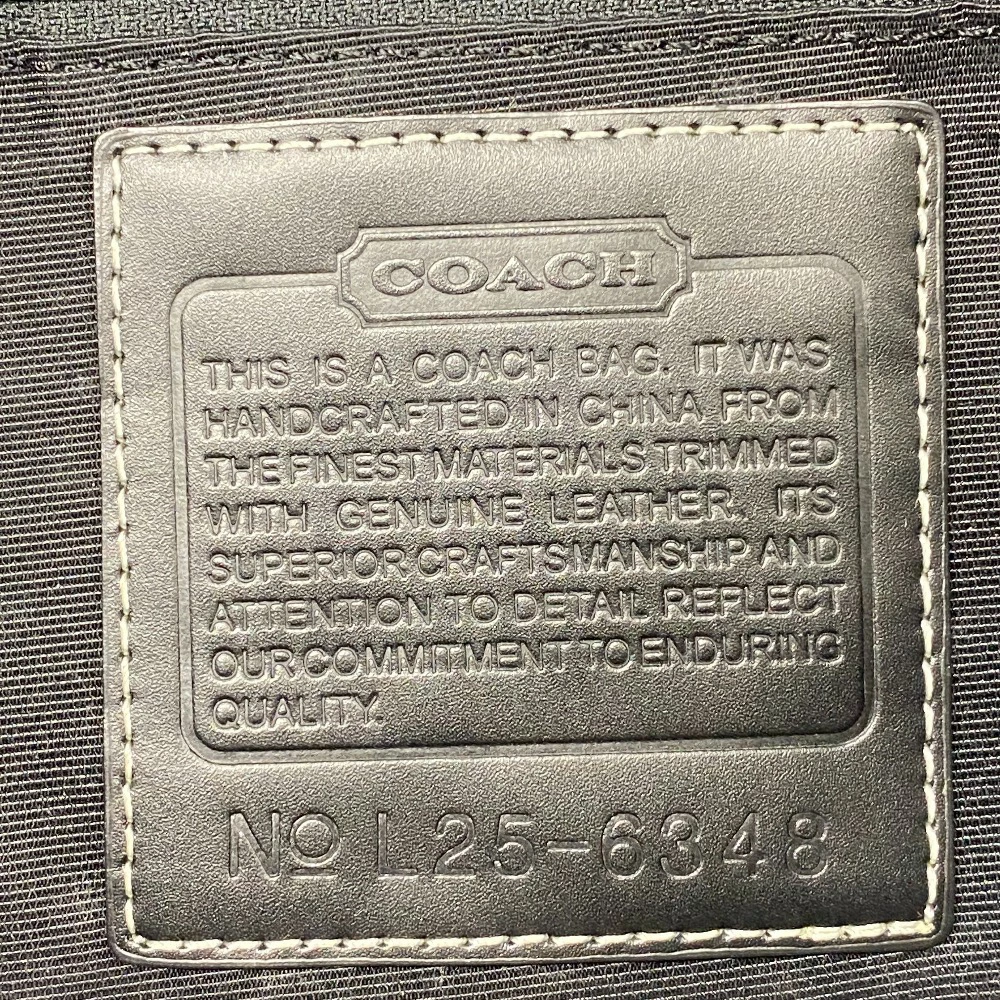 COACH
THIS IS A COACH BAG. IT WAS
HANDCRAFTED IN CHINA FROM
THE FINEST MATERIALS TRIMMED
WITH GENUINE LEATHER. ITS
SUPERIOR CRAFTSMANSHIP AND
ATTENTION TO DETAIL REFLECT
OUR COMMITMENT TO ENDURING
QUALITY.
No L25-6348